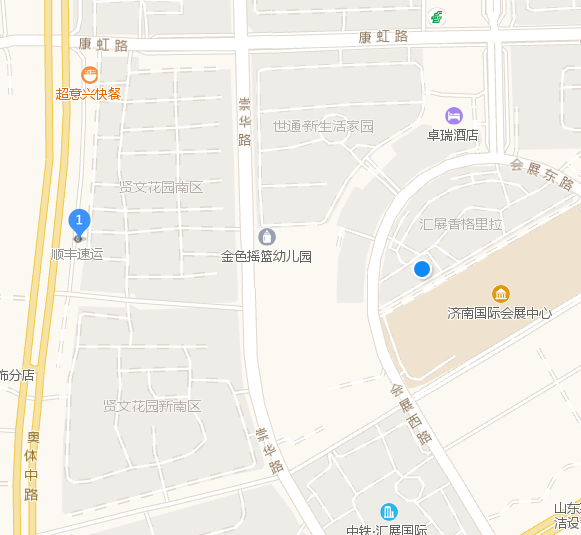 康虹路
康虹路
超意兴快餐
崇华路
世通·新生活家园
卓瑞酒店
会展东路
贤文花园南区
汇展香格里拉
1
顺丰速运
金色摇篮幼儿园
济南国际会展中心
布分店
贤文花园新南区
会展西路
奥体中路
崇华路
中铁·汇展国际
山东
洁设